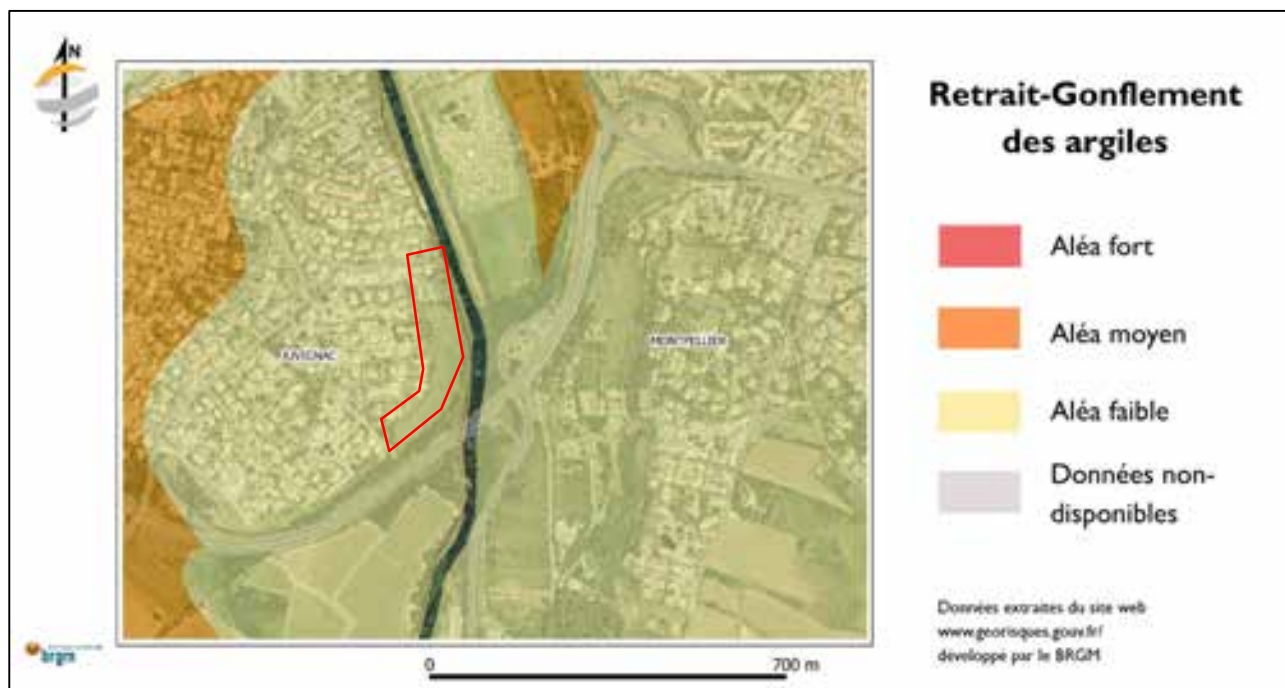 N
Retrait-Gonflement
des argiles
Aléa fort
Aléa moyen
JUVIGNAC
MONTPELLIER
Aléa faible
Données non-
disponibles
Données extraites du site web
www.georisques.gouv.fr/
développé par le BRGM
brgm
0
700 m